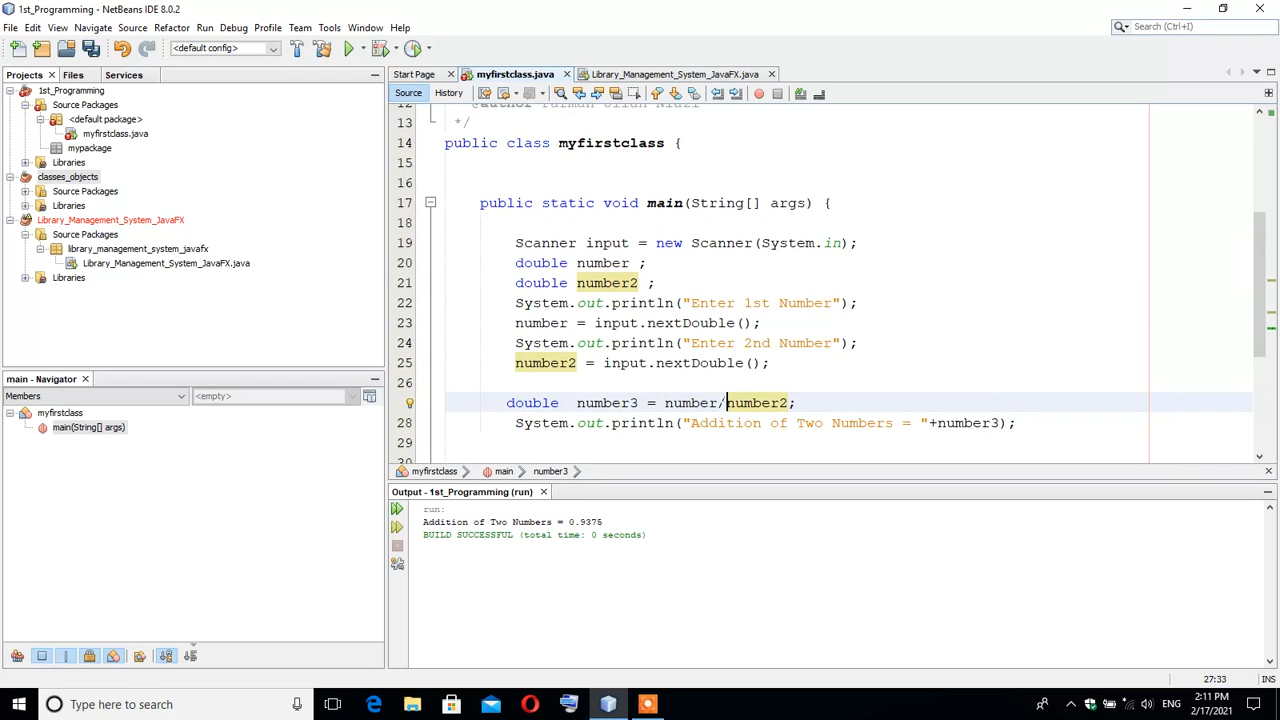 1st_Programming - NetBeans IDE 8.0.2
File Edit View Navigate Source Refactor Run Debug Profile Team Tools Window Help
Search (Ctrl+I)
<default config>
Projects Files Services
Start Page myfirstclass.java Library_Management_System_JavaFX.java
Source History
1st_Programming
Source Packages
<default package>
myfirstclass.java
mypackage
Libraries
classes_objects
Source Packages
Libraries
Library_Management_System_JavaFX
Source Packages
library_management_system_javafx
Library_Management_System_JavaFX.java
Libraries
main - Navigator
Members <empty>
myfirstclass
main(String[] args)
12 @author
13 */
14 public class myfirstclass {
15
16
17 public static void main(String[] args) {
18
19 Scanner input = new Scanner(System.in);
20 double number ;
21 double number2 ;
22 System.out.println("Enter 1st Number");
23 number = input.nextDouble();
24 System.out.println("Enter 2nd Number");
25 number2 = input.nextDouble();
26
double number3 = number/number2;
28 System.out.println("Addition of Two Numbers = "+number3);
29
30
myfirstclass main number3
Output - 1st_Programming (run)
run:
Addition of Two Numbers = 0.9375
BUILD SUCCESSFUL (total time: 0 seconds)
27:33 INS
Type here to search
ENG
2:11 PM
2/17/2021